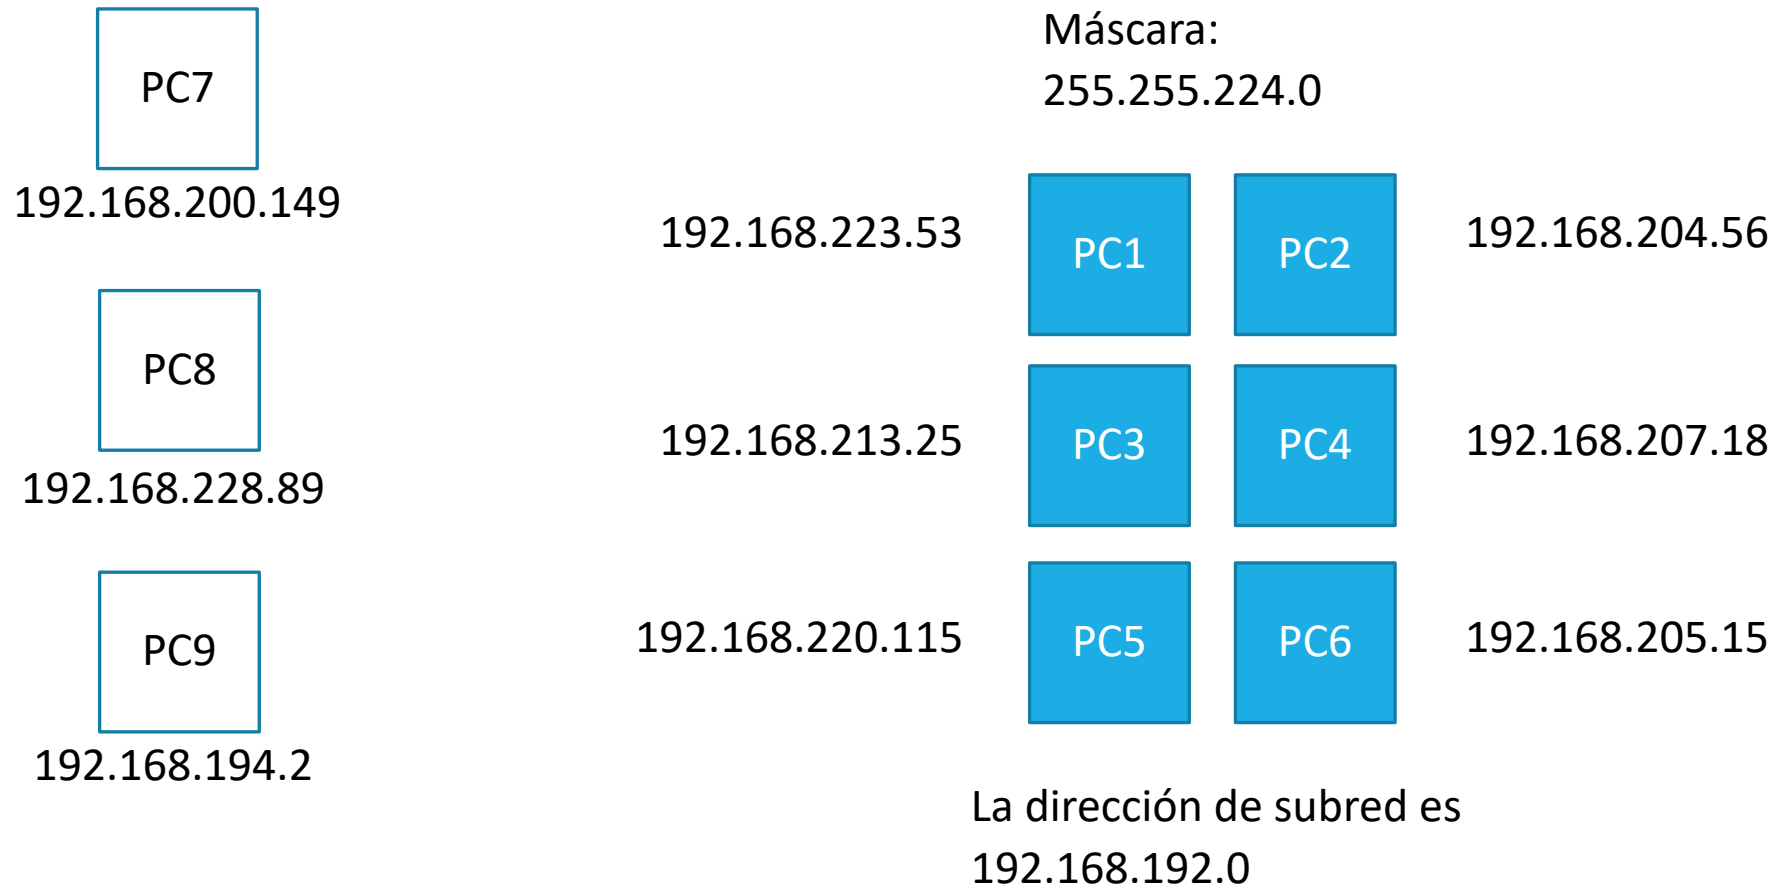 PC7
192.168.200.149
PC8
192.168.228.89
PC9
192.168.194.2
Máscara:
255.255.224.0
192.168.223.53
PC1
PC2
192.168.204.56
192.168.213.25
PC3
PC4
192.168.207.18
192.168.220.115
PC5
PC6
192.168.205.15
La dirección de subred es
192.168.192.0